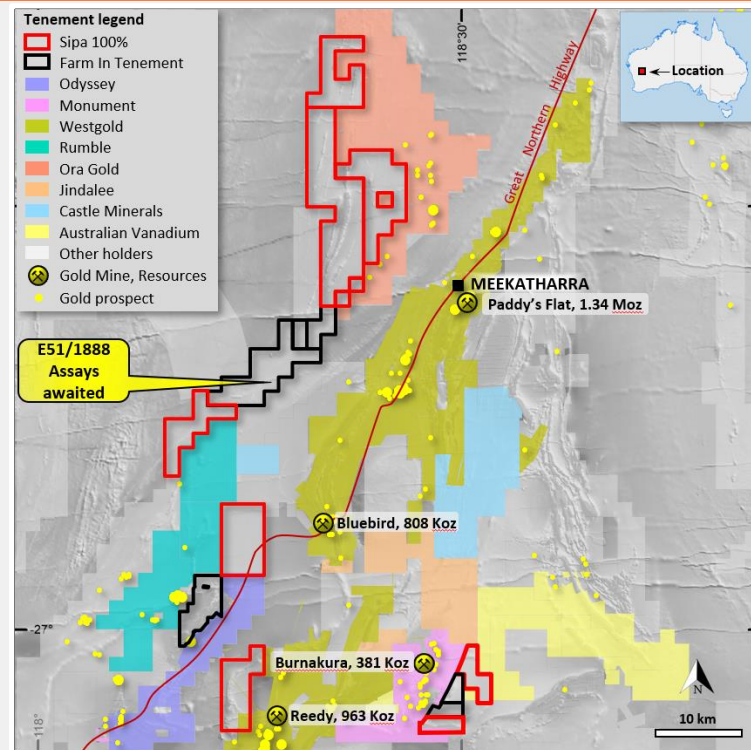 Tenement legend
Sipa 100%
Farm In Tenement
Odyssey
Monument
Westgold
Rumble
Ora Gold
Jindalee
Castle Minerals
Australian Vanadium
Other holders
Gold Mine, Resources
Gold prospect
118°30'
Great Northern Highway
Location
MEEKATHARRA
Paddy's Flat, 1.34 Moz
E51/1888
Assays
awaited
Bluebird, 808 Koz
-27°
Burnakura, 381 Koz
Reedy, 963 Koz
118°
N
10 km